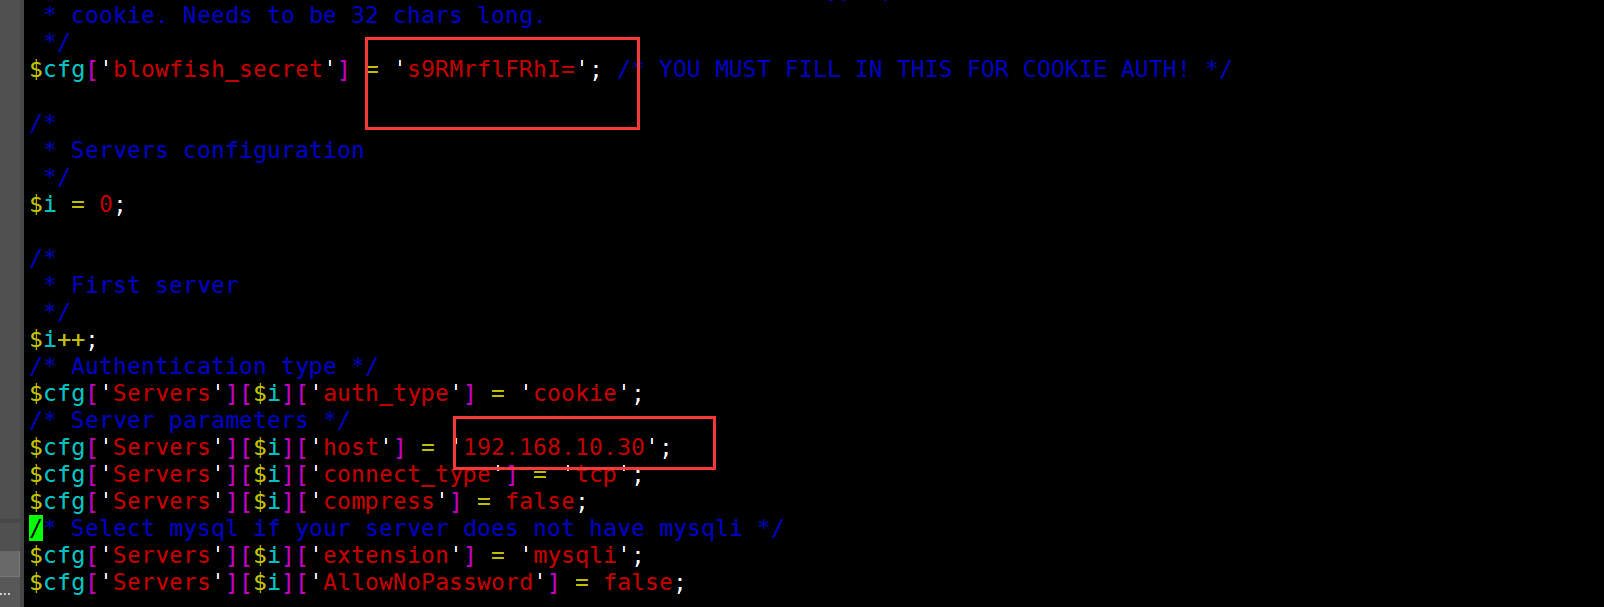 * cookie. Needs to be 32 chars long.
 */
$cfg['blowfish_secret'] = 's9RMrflFRhI='; /* YOU MUST FILL IN THIS FOR COOKIE AUTH! */
/*
 * Servers configuration
 */
$i = 0;
/*
 * First server
 */
$i++;
/* Authentication type */
$cfg['Servers'][$i]['auth_type'] = 'cookie';
/* Server parameters */
$cfg['Servers'][$i]['host'] = '192.168.10.30';
$cfg['Servers'][$i]['connect_type'] = 'tcp';
$cfg['Servers'][$i]['compress'] = false;
/* Select mysql if your server does not have mysqli */
$cfg['Servers'][$i]['extension'] = 'mysqli';
$cfg['Servers'][$i]['AllowNoPassword'] = false;
...